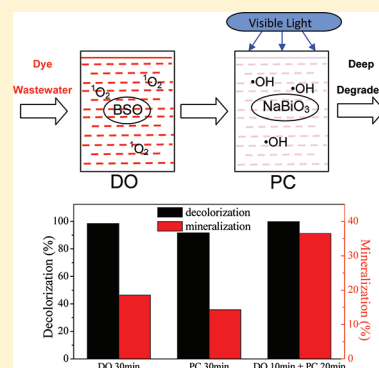 Visible Light
Dye
Wastewater
¹O₂
¹O₂
BSO
¹O₂
DO
•OH
•OH
NaBiO₃
•OH
PC
Deep
Degrade
decolorization
mineralization
Decolorization (%)
100
80
60
40
20
0
Mineralization (%)
40
30
20
10
0
DO 30min
PC 30min
DO 10min + PC 20min